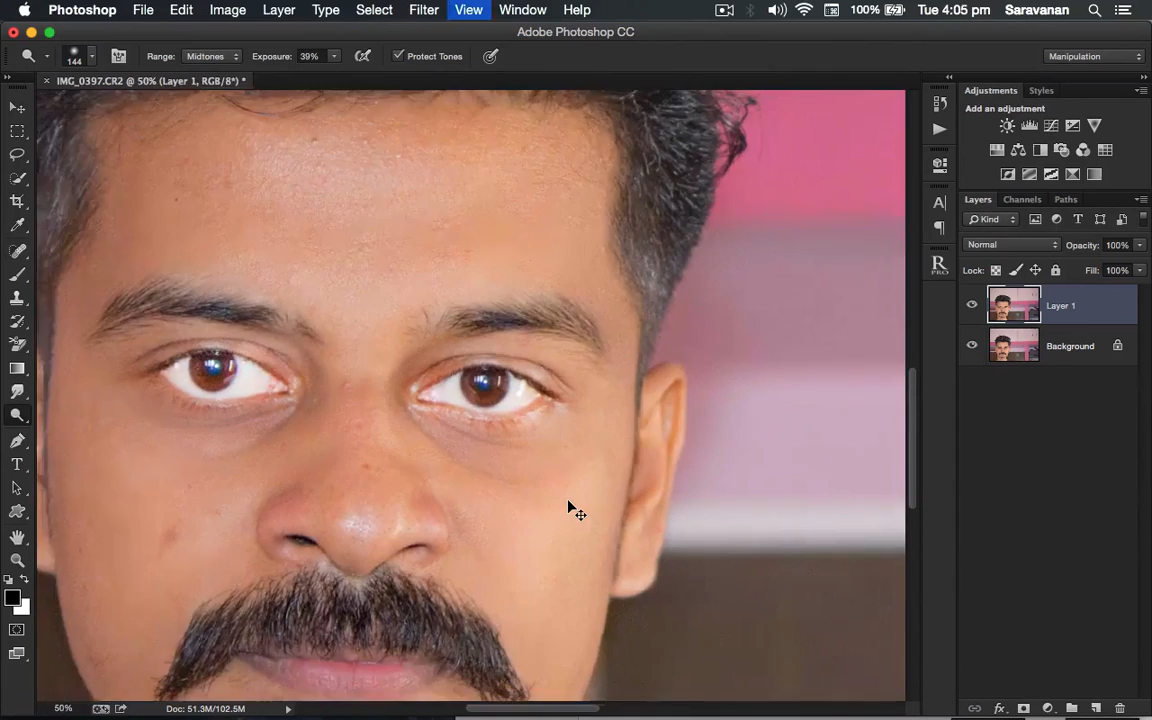 Photoshop File Edit Image Layer Type Select Filter View Window Help 100% Tue 4:05 pm Saravanan
Adobe Photoshop CC
144 Range: Midtones Exposure: 39% Protect Tones Manipulation
× IMG_0397.CR2 @ 50% (Layer 1, RGB/8*) *
Adjustments Styles
Add an adjustment
Layers Channels Paths
Kind T
Normal Opacity: 100%
Lock: Fill: 100%
Layer 1
Background
A
R
PRO
T
50% Doc: 51.3M/102.5M
fx